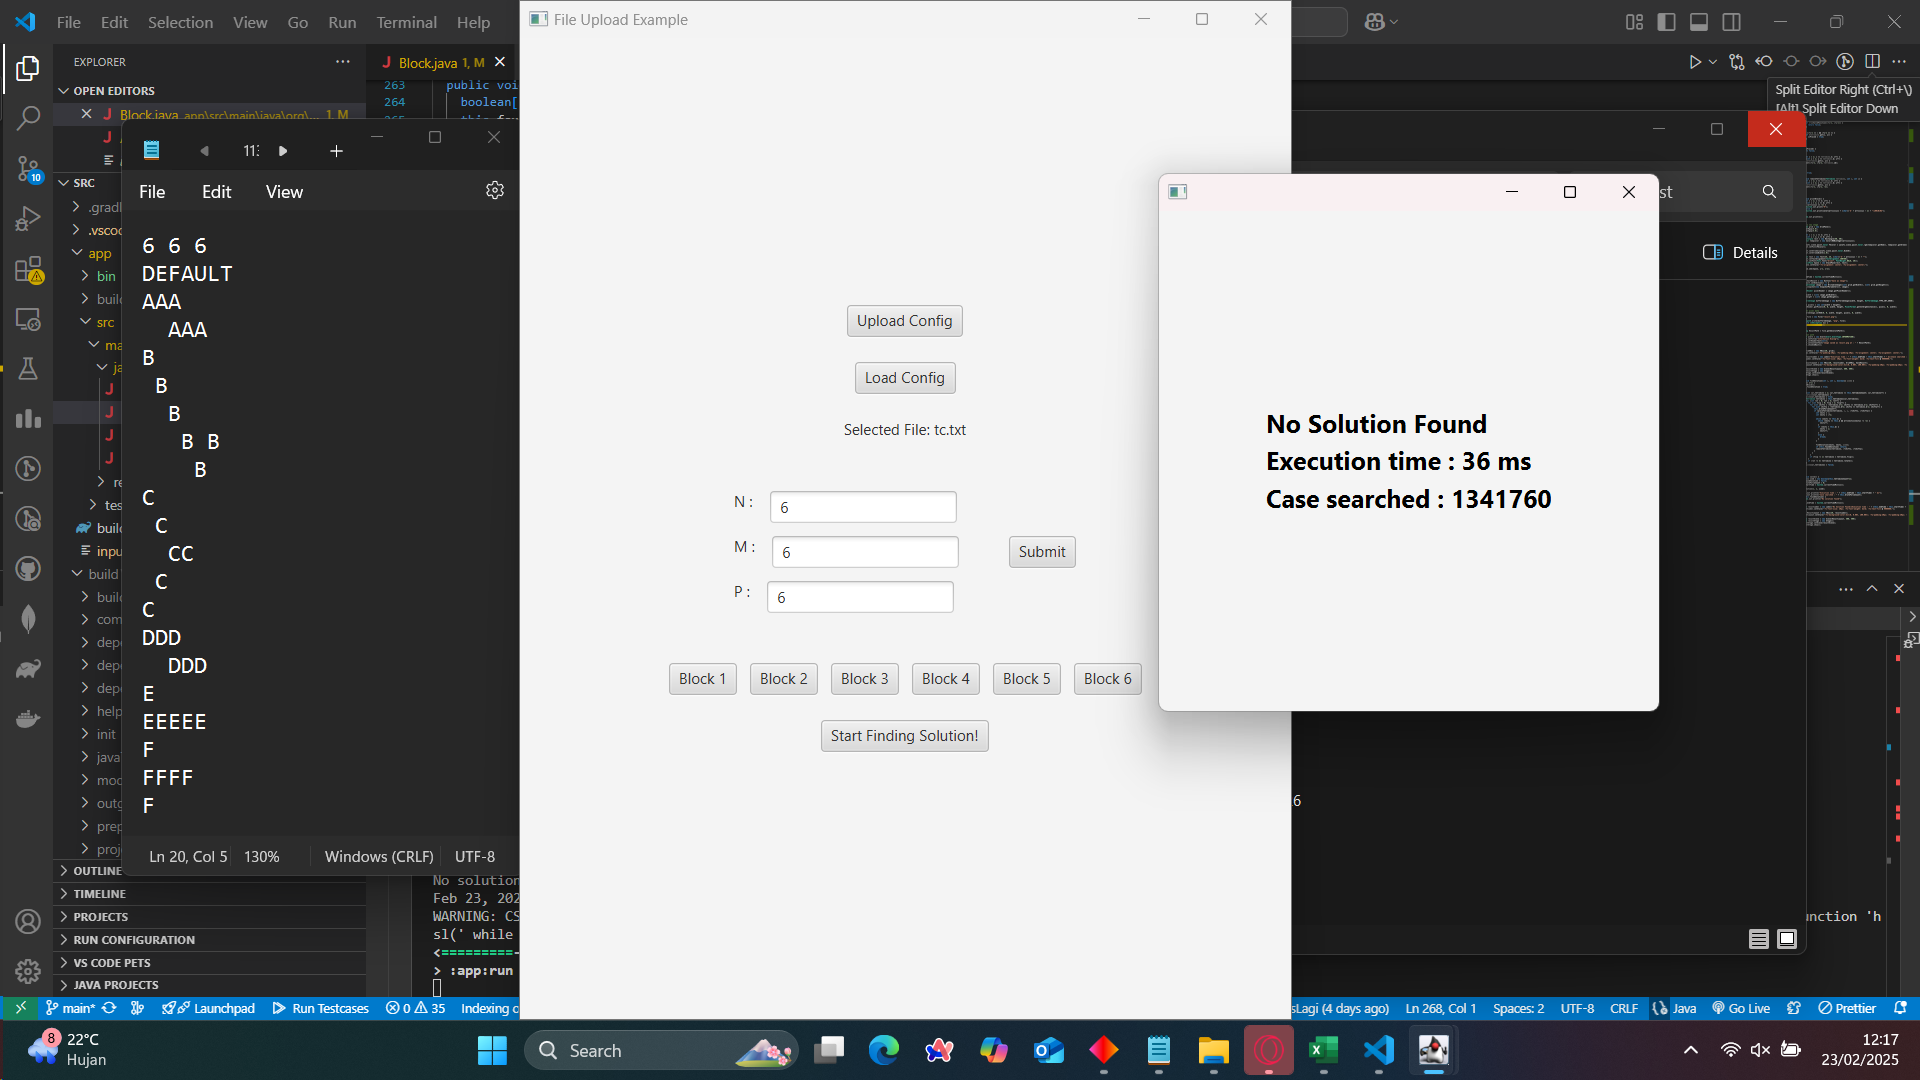 File Edit Selection View Go Run Terminal Help
File Upload Example
EXPLORER
Block.java 1, M
OPEN EDITORS
Block.java app\src\main\java\org\... 1, M
263 public voi
264 boolean[
Split Editor Right (Ctrl+\)
[Alt] Split Editor Down
SRC
10
.gradl
.vscod
app
bin
build
src
ma
ja
re
tes
build
inpu
build
build
com
depe
depe
depe
help
init
java
mod
outp
prep
proj
OUTLINE
TIMELINE
PROJECTS
RUN CONFIGURATION
VS CODE PETS
JAVA PROJECTS
File Edit View
6 6 6
DEFAULT
AAA
  AAA
B
 B
  B
   B B
    B
C
 C
  CC
 C
C
DDD
  DDD
E
EEEEE
F
FFFF
F
Ln 20, Col 5 130% Windows (CRLF) UTF-8
No solution
Feb 23, 202
WARNING: CS
sl(' while
<=========-
> :app:run
Upload Config
Load Config
Selected File: tc.txt
N : 6
M : 6
P : 6
Submit
Block 1 Block 2 Block 3 Block 4 Block 5 Block 6
Start Finding Solution!
st
Details
No Solution Found
Execution time : 36 ms
Case searched : 1341760
unction 'h
main* Launchpad Run Testcases 0 35 Indexing
sLagi (4 days ago) Ln 268, Col 1 Spaces: 2 UTF-8 CRLF Java Go Live Prettier
8
22°C
Hujan
Search
12:17
23/02/2025